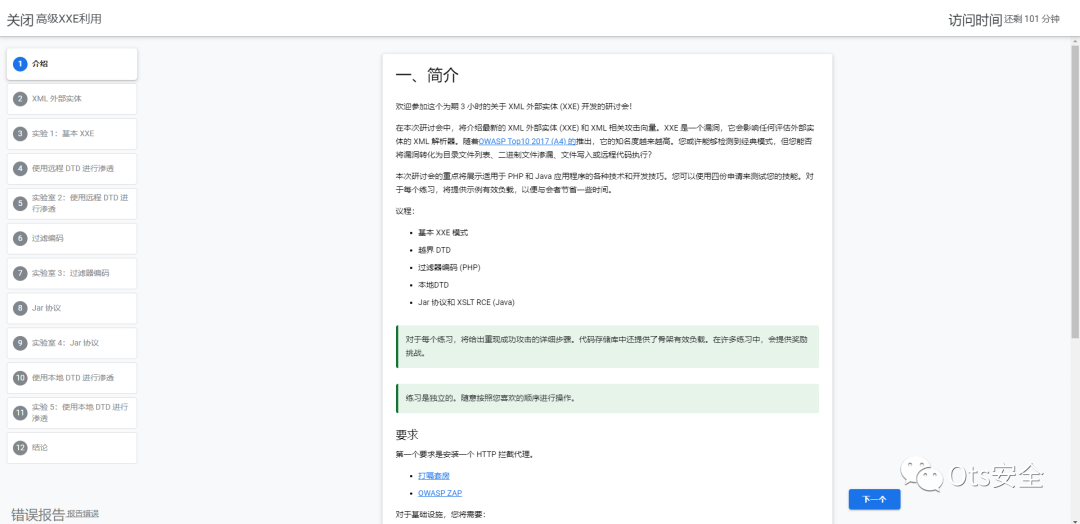 关闭 高级XXE利用
访问时间 还剩 101 分钟
1 介绍
2 XML 外部实体
3 实验 1：基本 XXE
4 使用远程 DTD 进行渗透
5 实验室 2：使用远程 DTD 进
行渗透
6 过滤编码
7 实验室 3：过滤器编码
8 Jar 协议
9 实验室 4：Jar 协议
10 使用本地 DTD 进行渗透
11 实验 5：使用本地 DTD 进行
渗透
12 结论
错误报告 报告错误
一、简介
欢迎参加这个为期 3 小时的关于 XML 外部实体 (XXE) 开发的研讨会！
在本次研讨会中，将介绍最新的 XML 外部实体 (XXE) 和 XML 相关攻击向量。XXE 是一个漏洞，它会影响任何评估外部实
体的 XML 解析器。随着OWASP Top10 2017 (A4) 的推出，它的知名度越来越高。您或许能够检测到经典模式，但您能否
将漏洞转化为目录文件列表、二进制文件渗漏、文件写入或远程代码执行？
本次研讨会的重点将展示适用于 PHP 和 Java 应用程序的各种技术和开发技巧。您可以使用四份申请来测试您的技能。对
于每个练习，将提供示例有效负载，以便与会者节省一些时间。
议程：
• 基本 XXE 模式
• 越界 DTD
• 过滤器编码 (PHP)
• 本地DTD
• Jar 协议和 XSLT RCE (Java)
对于每个练习，将给出重现成功攻击的详细步骤。代码存储库中还提供了骨架有效负载。在许多练习中，会提供奖励
挑战。
练习是独立的。随意按照您喜欢的顺序进行操作。
要求
第一个要求是安装一个 HTTP 拦截代理。
• 打嗝套房
• OWASP ZAP
对于基础设施，您将需要：
Ots安全
下一个